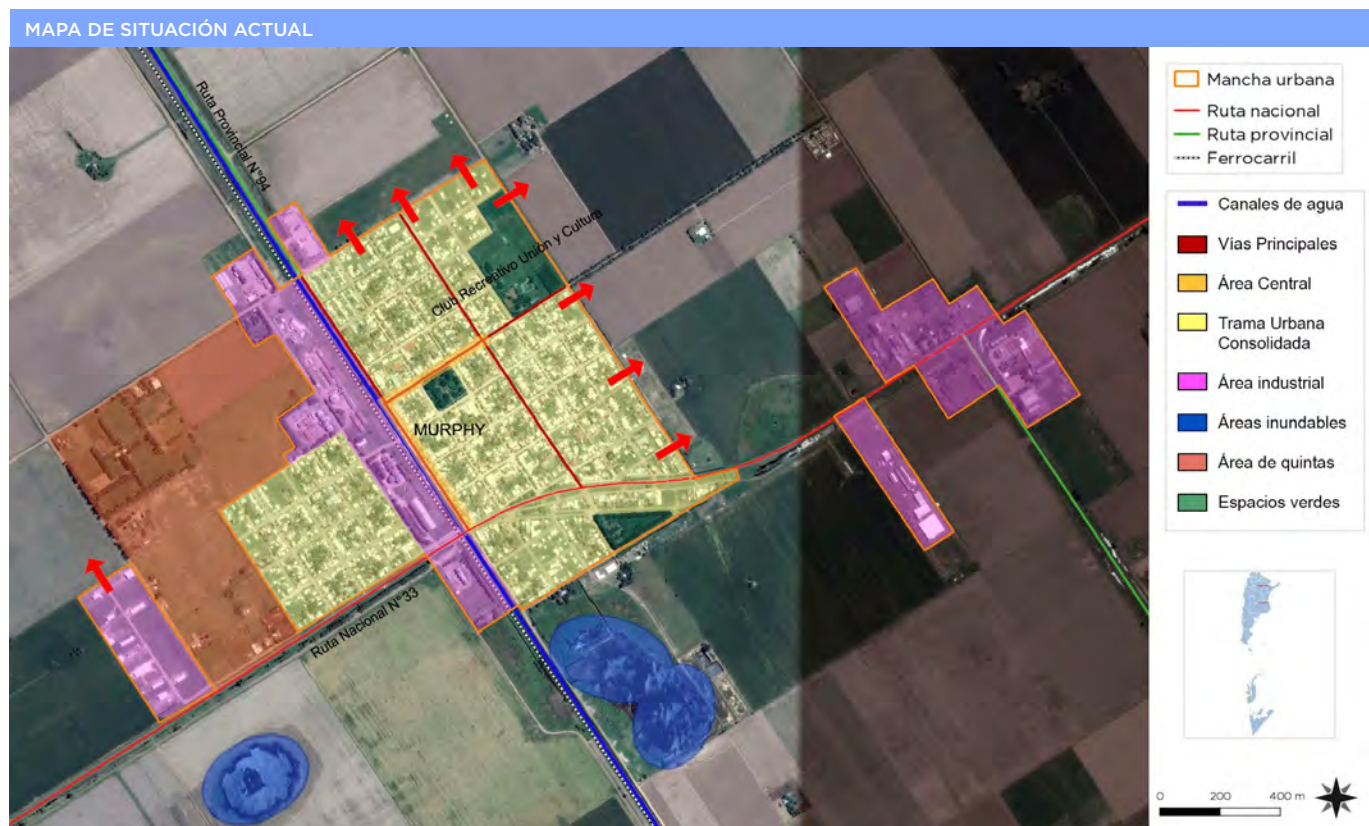 MAPA DE SITUACIÓN ACTUAL
Ruta Provincial N°94
Club Recreativo Unión y Cultura
MURPHY
Ruta Nacional N°33
Mancha urbana
Ruta nacional
Ruta provincial
Ferrocarril
Canales de agua
Vías Principales
Área Central
Trama Urbana
Consolidada
Área industrial
Áreas inundables
Área de quintas
Espacios verdes
0 200 400 m